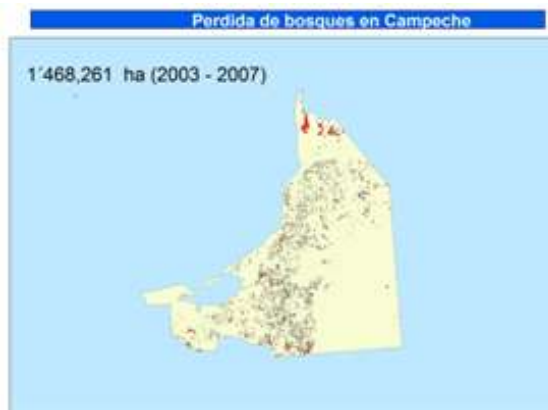 Perdida de bosques en Campeche
1´468,261 ha (2003 - 2007)